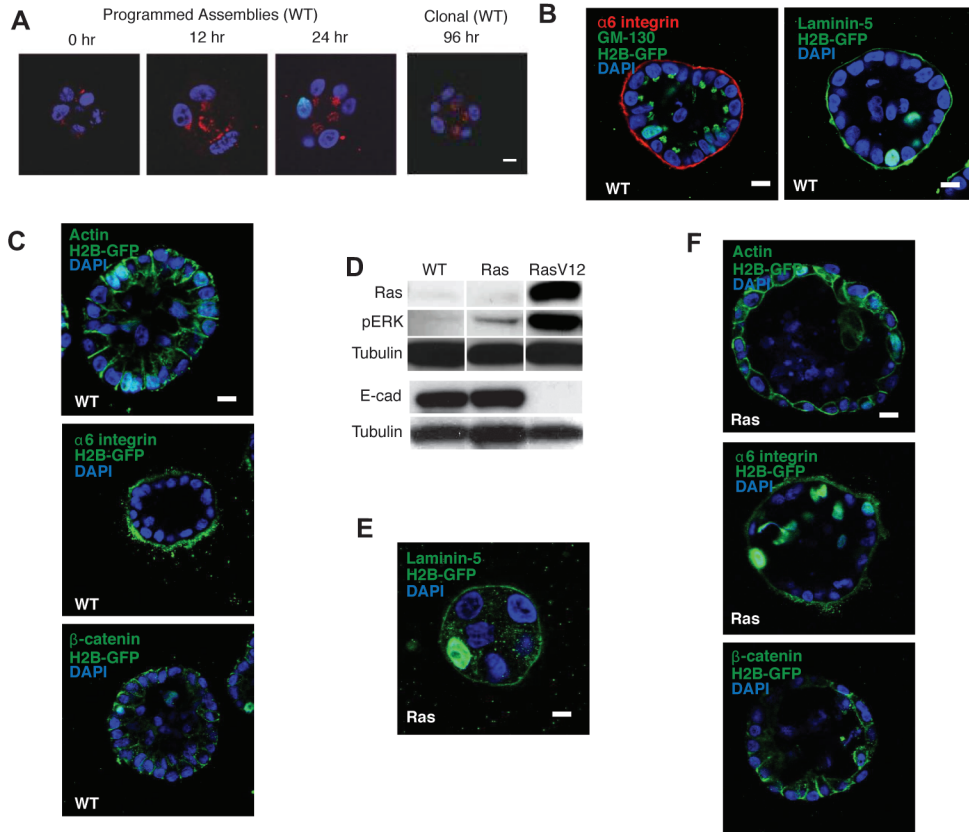 A
Programmed Assemblies (WT)
Clonal (WT)
0 hr
12 hr
24 hr
96 hr
B
α6 integrin
GM-130
H2B-GFP
DAPI
WT
Laminin-5
H2B-GFP
DAPI
WT
C
Actin
H2B-GFP
DAPI
WT
α6 integrin
H2B-GFP
DAPI
WT
β-catenin
H2B-GFP
DAPI
WT
D
WT Ras RasV12
Ras
pERK
Tubulin
E-cad
Tubulin
E
Laminin-5
H2B-GFP
DAPI
Ras
F
Actin
H2B-GFP
DAPI
Ras
α6 integrin
H2B-GFP
DAPI
Ras
β-catenin
H2B-GFP
DAPI
Ras